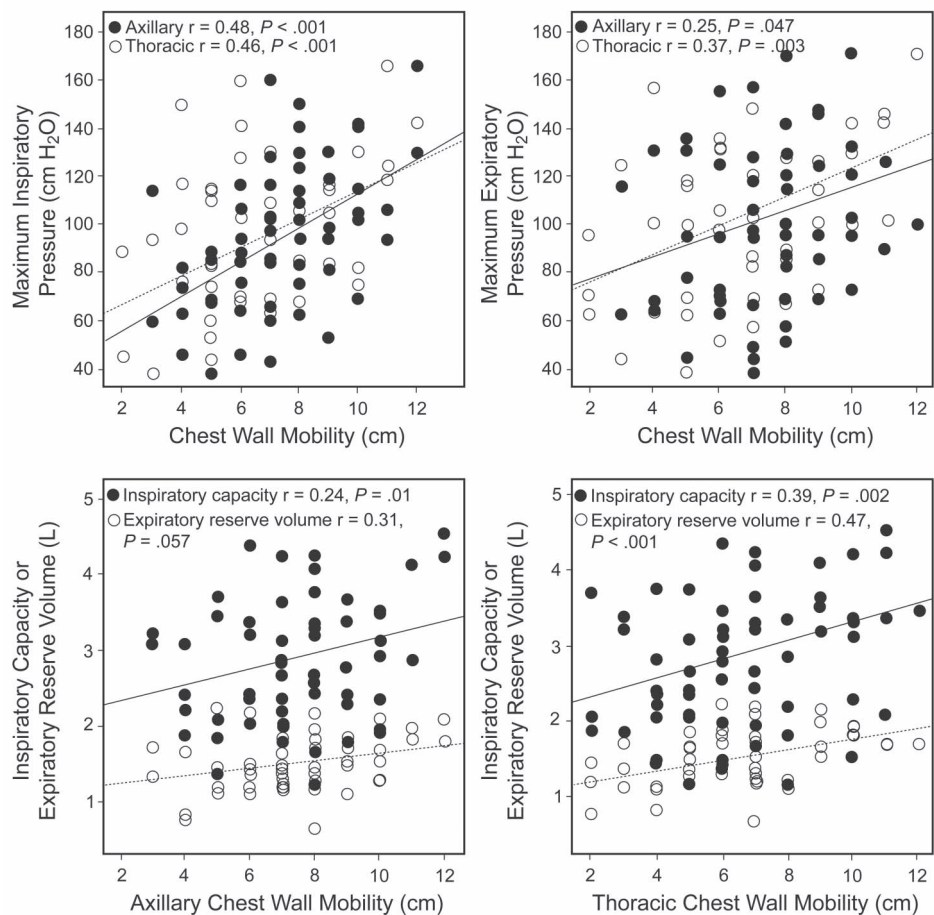 Axillary r = 0.48, P < .001
Thoracic r = 0.46, P < .001
180
160
140
120
100
80
60
40
Maximum Inspiratory
Pressure (cm H₂O)
2 4 6 8 10 12
Chest Wall Mobility (cm)
Axillary r = 0.25, P = .047
Thoracic r = 0.37, P = .003
180
160
140
120
100
80
60
40
Maximum Expiratory
Pressure (cm H₂O)
2 4 6 8 10 12
Chest Wall Mobility (cm)
Inspiratory capacity r = 0.24, P = .01
Expiratory reserve volume r = 0.31,
P = .057
5
4
3
2
1
Inspiratory Capacity or
Expiratory Reserve Volume (L)
2 4 6 8 10 12
Axillary Chest Wall Mobility (cm)
Inspiratory capacity r = 0.39, P = .002
Expiratory reserve volume r = 0.47,
P < .001
5
4
3
2
1
Inspiratory Capacity or
Expiratory Reserve Volume (L)
2 4 6 8 10 12
Thoracic Chest Wall Mobility (cm)